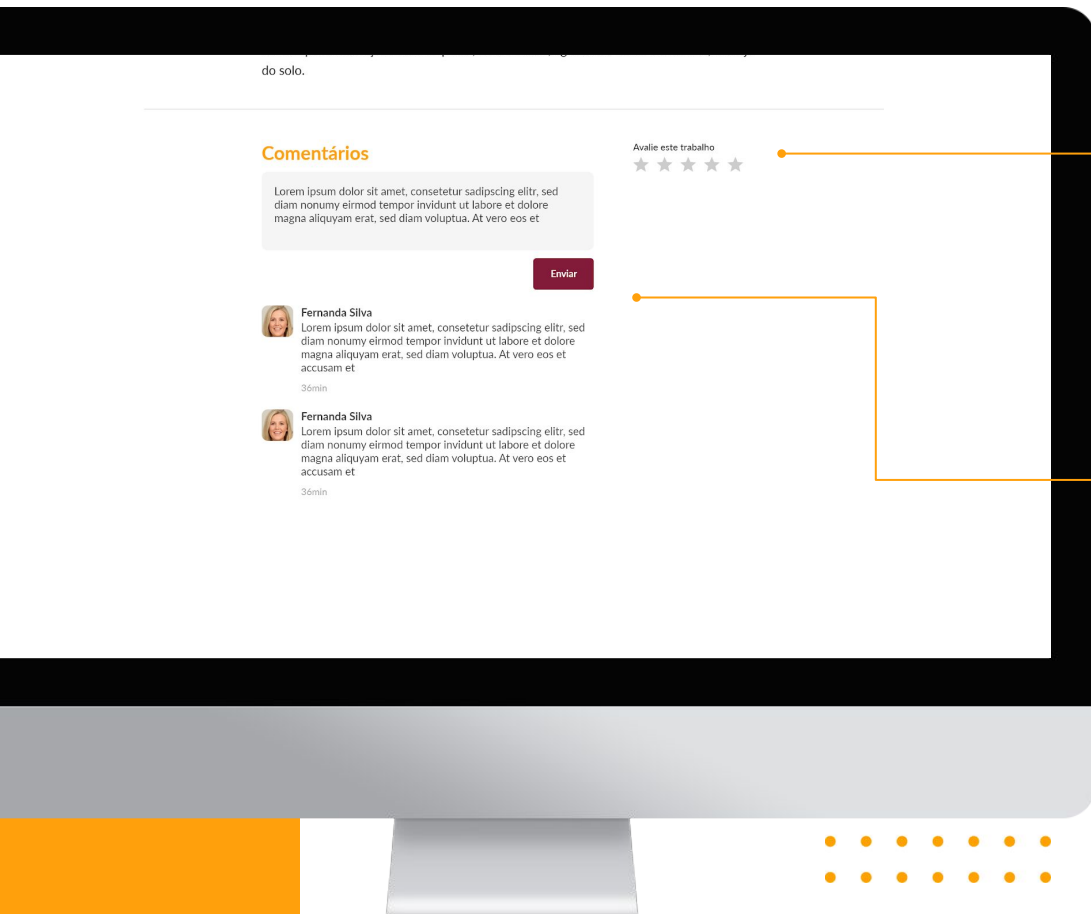 do solo.
Comentários
Avalie este trabalho
Lorem ipsum dolor sit amet, consetetur sadipscing elitr, sed
diam nonumy eirmod tempor invidunt ut labore et dolore
magna aliquyam erat, sed diam voluptua. At vero eos et
Enviar
Fernanda Silva
Lorem ipsum dolor sit amet, consetetur sadipscing elitr, sed
diam nonumy eirmod tempor invidunt ut labore et dolore
magna aliquyam erat, sed diam voluptua. At vero eos et
accusam et
36min
Fernanda Silva
Lorem ipsum dolor sit amet, consetetur sadipscing elitr, sed
diam nonumy eirmod tempor invidunt ut labore et dolore
magna aliquyam erat, sed diam voluptua. At vero eos et
accusam et
36min